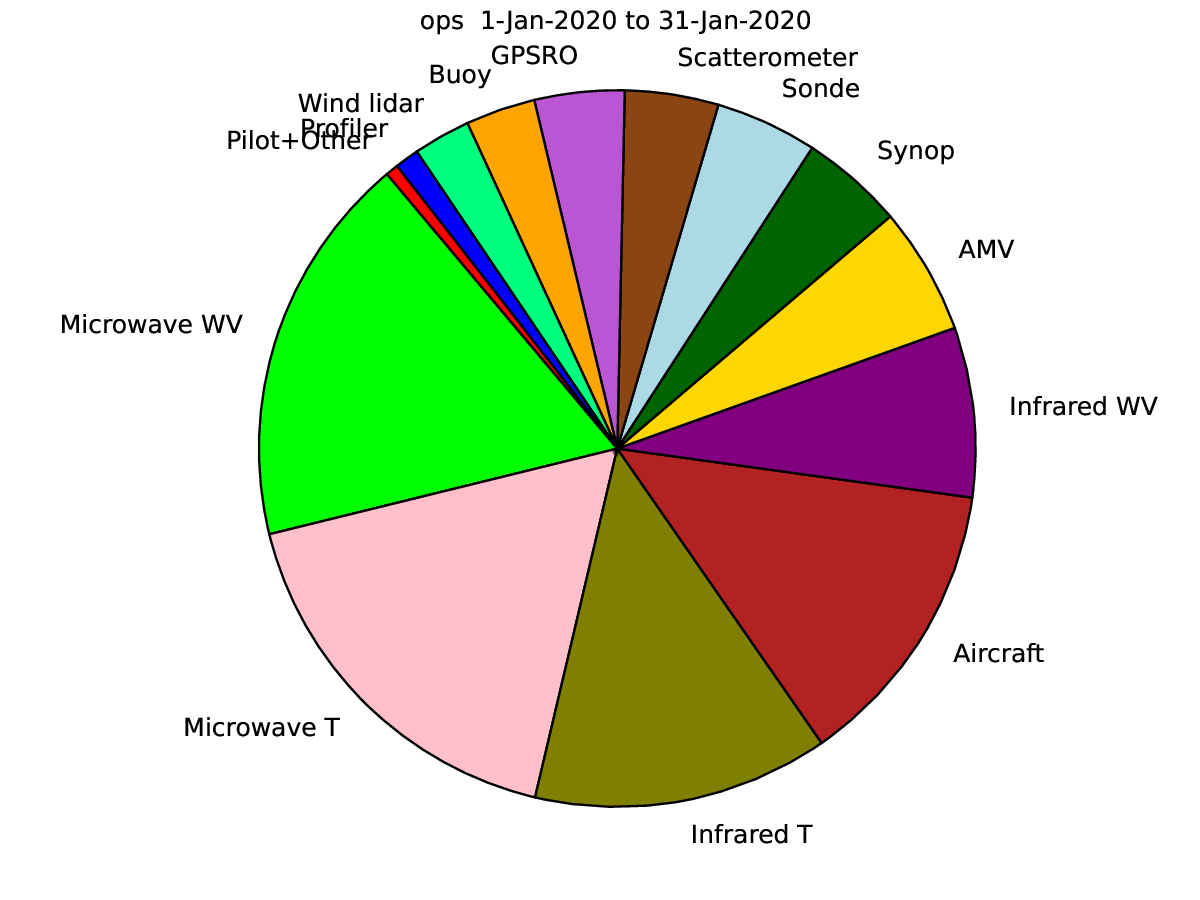 ops  1-Jan-2020 to 31-Jan-2020
GPSRO
Scatterometer
Buoy
Sonde
Wind lidar
Profiler
Pilot+Other
Synop
AMV
Microwave WV
Infrared WV
Aircraft
Microwave T
Infrared T